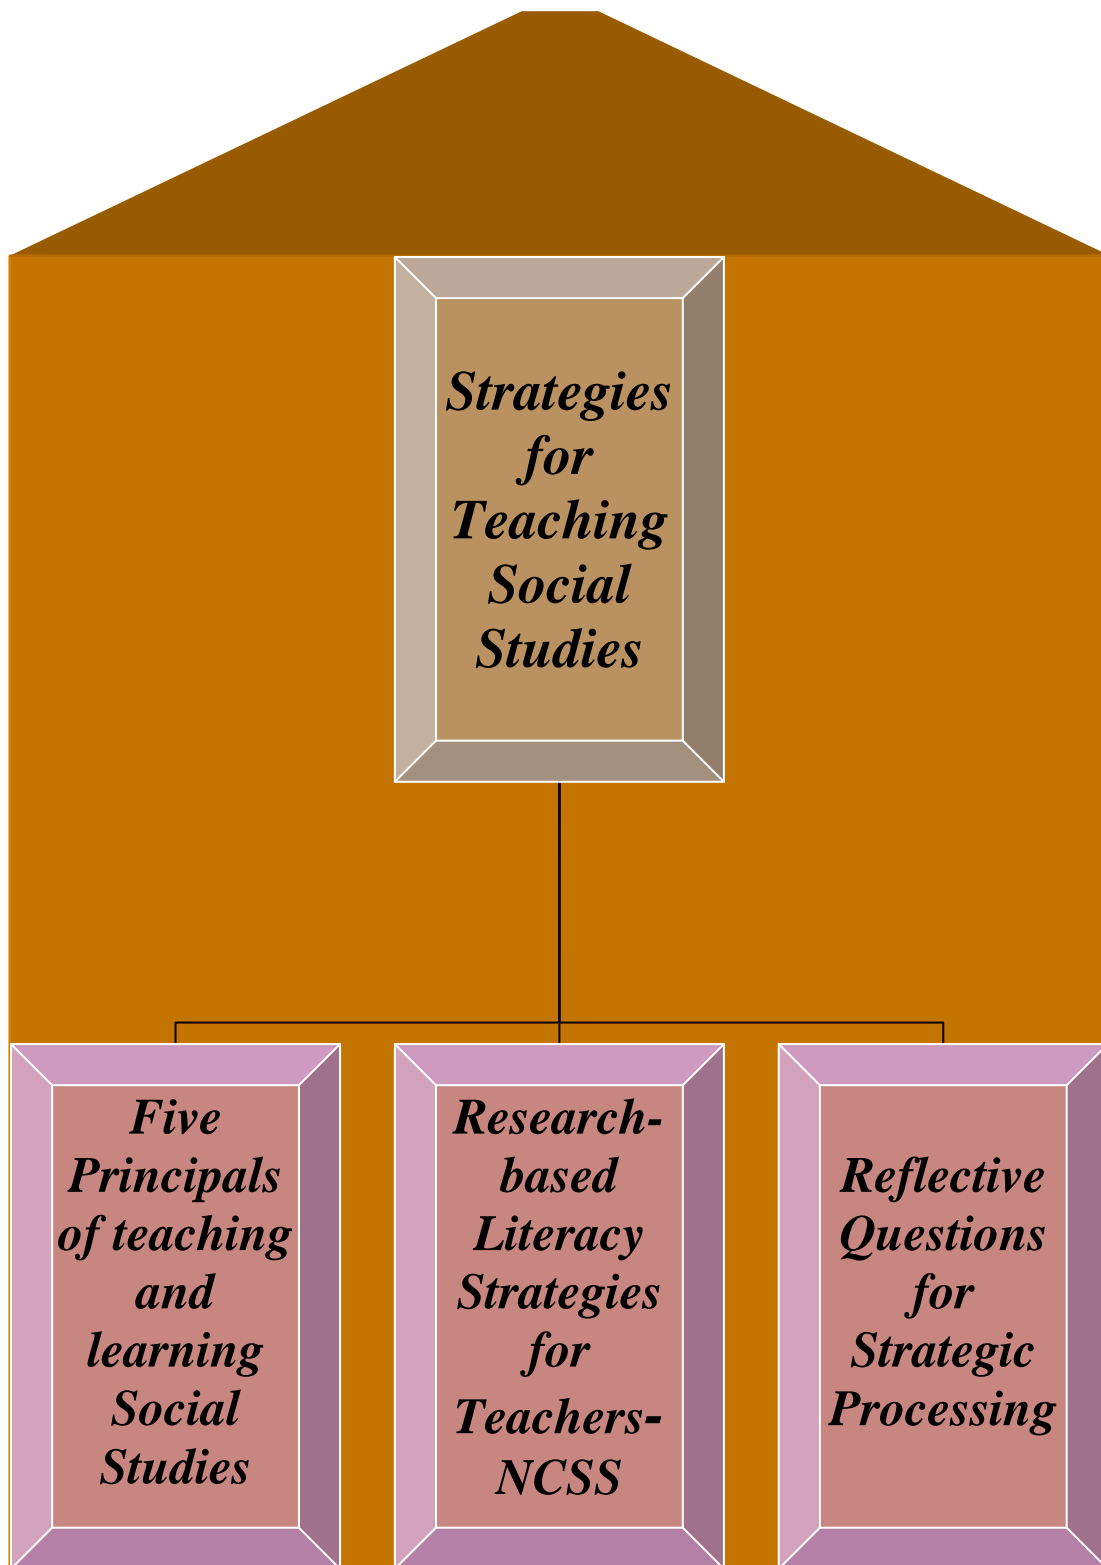 Strategies
for
Teaching
Social
Studies
Five
Principals
of teaching
and
learning
Social
Studies
Research-
based
Literacy
Strategies
for
Teachers-
NCSS
Reflective
Questions
for
Strategic
Processing